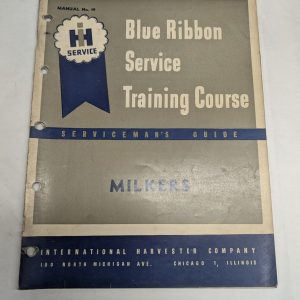 MANUAL No. 19
IH
SERVICE
Blue Ribbon
Service
Training Course
SERVICEMAN'S GUIDE
MILKERS
INTERNATIONAL HARVESTER COMPANY
180 NORTH MICHIGAN AVE. CHICAGO 1, ILLINOIS